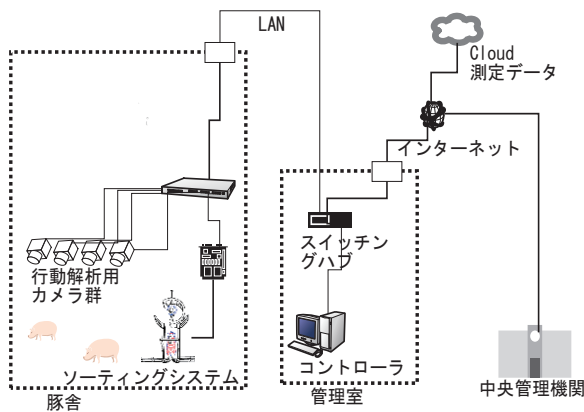 LAN
Cloud
測定データ
インターネット
スイッチン
グハブ
行動解析用
カメラ群
コントローラ
ソーティングシステム
中央管理機関
豚舎
管理室